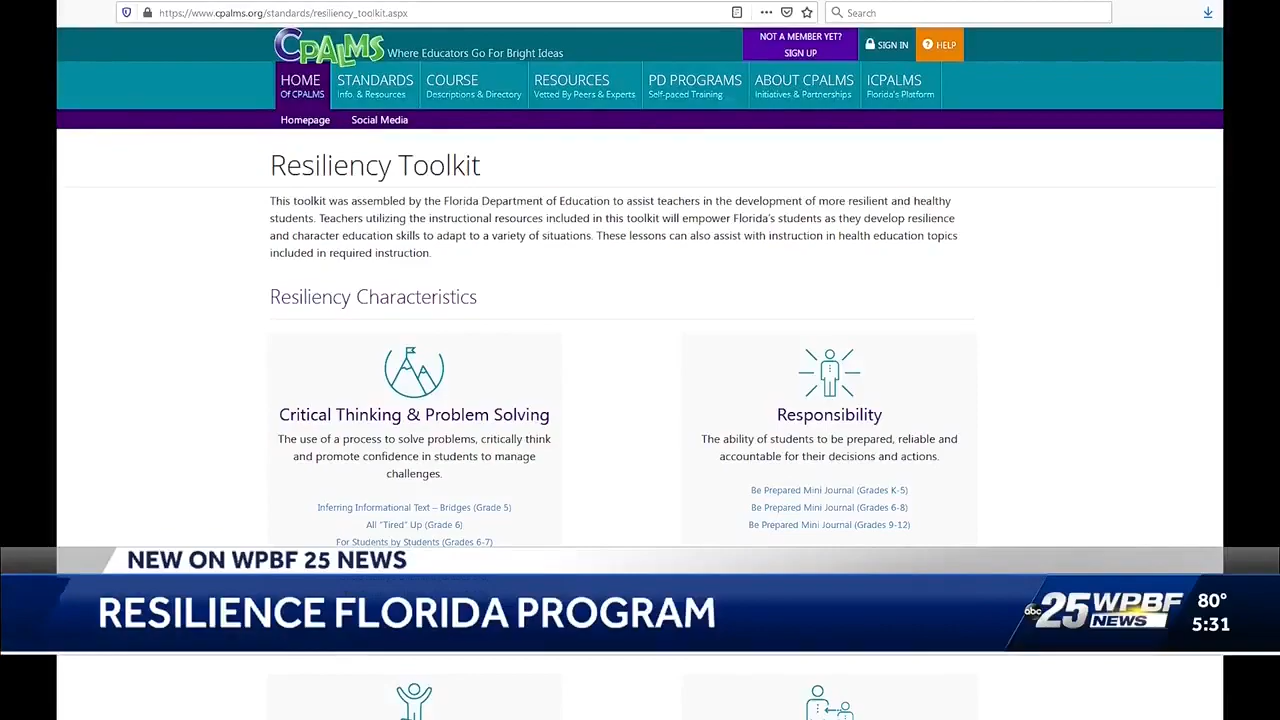 https://www.cpalms.org/standards/resiliency_toolkit.aspx
Search
CPALMS Where Educators Go For Bright Ideas
NOT A MEMBER YET?
SIGN UP
SIGN IN
? HELP
HOME
Of CPALMS
STANDARDS
Info. & Resources
COURSE
Descriptions & Directory
RESOURCES
Vetted By Peers & Experts
PD PROGRAMS
Self-paced Training
ABOUT CPALMS
Initiatives & Partnerships
ICPALMS
Florida's Platform
Homepage
Social Media
Resiliency Toolkit
This toolkit was assembled by the Florida Department of Education to assist teachers in the development of more resilient and healthy
students. Teachers utilizing the instructional resources included in this toolkit will empower Florida's students as they develop resilience
and character education skills to adapt to a variety of situations. These lessons can also assist with instruction in health education topics
included in required instruction.
Resiliency Characteristics
Critical Thinking & Problem Solving
The use of a process to solve problems, critically think
and promote confidence in students to manage
challenges.
Inferring Informational Text – Bridges (Grade 5)
All "Tired" Up (Grade 6)
For Students by Students (Grades 6-7)
Responsibility
The ability of students to be prepared, reliable and
accountable for their decisions and actions.
Be Prepared Mini Journal (Grades K-5)
Be Prepared Mini Journal (Grades 6-8)
Be Prepared Mini Journal (Grades 9-12)
NEW ON WPBF 25 NEWS
RESILIENCE FLORIDA PROGRAM
abc 25 WPBF
NEWS
80°
5:31